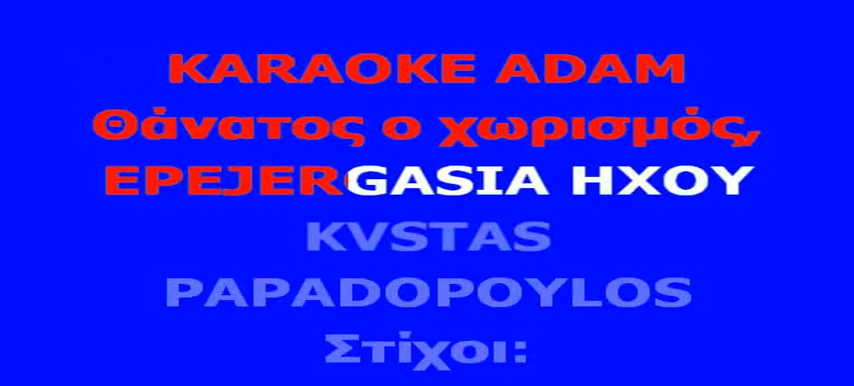 KARAOKE ADAM
Θάνατος ο χωρισμός,
EPEJERGASIA HXOY
KVSTAS
PAPADOPOYLOS
Στίχοι: